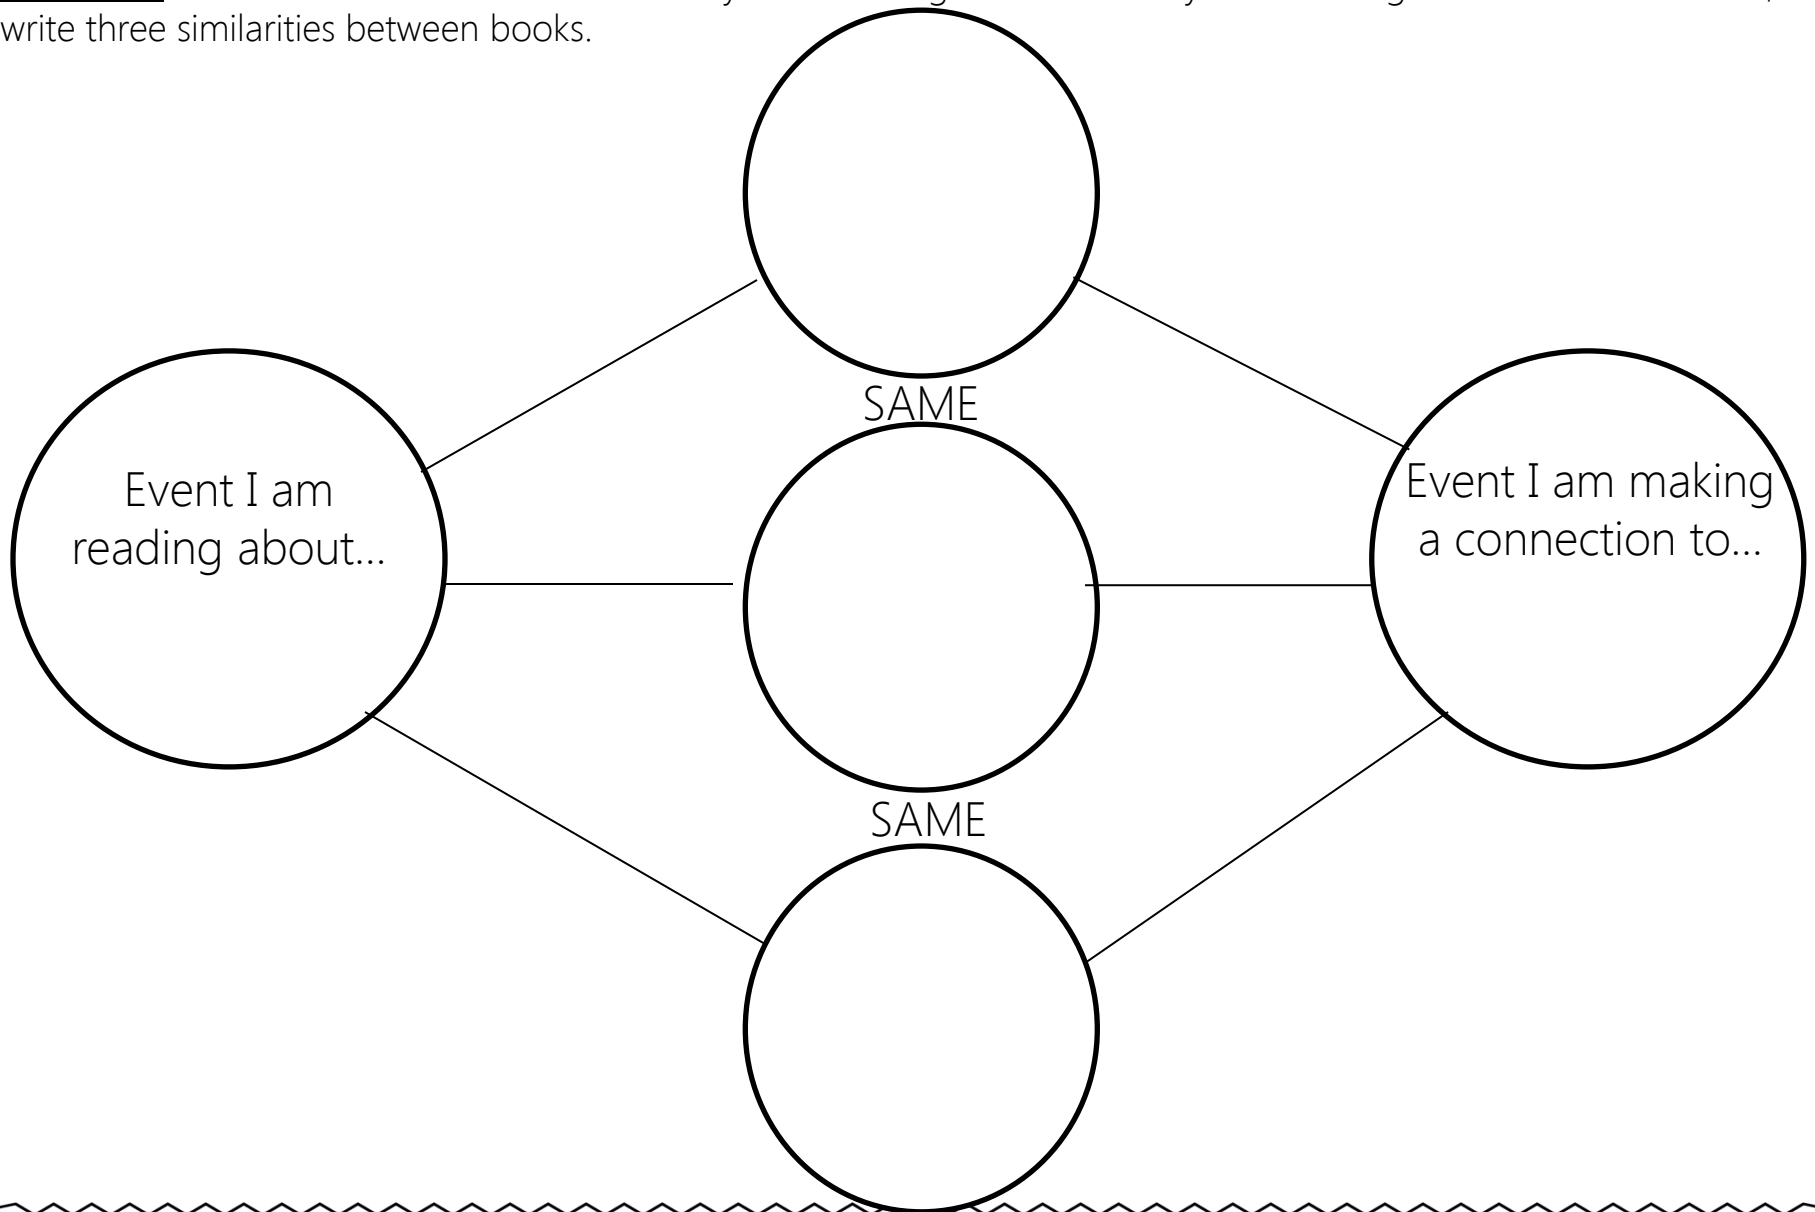 write three similarities between books.
SAME
Event I am
reading about...
Event I am making
a connection to...
SAME